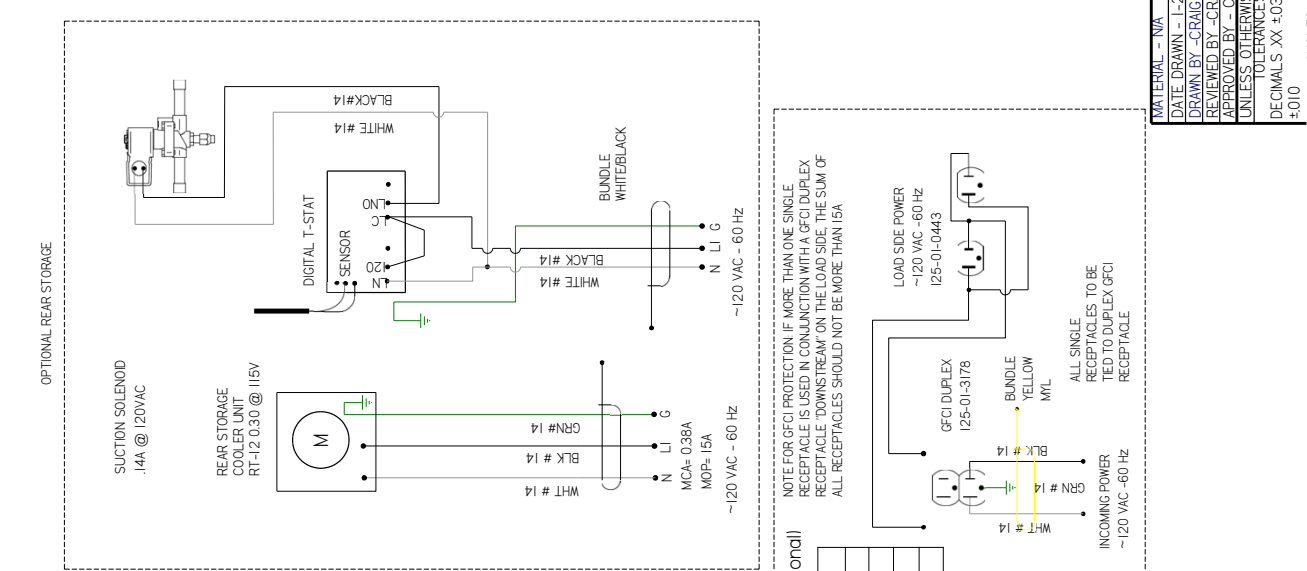 OPTIONAL REAR STORAGE
SUCTION SOLENOID
.14A @ 120VAC
BLACK#14
WHITE #14
DIGITAL T-STAT
SENSOR
LNO
LC
120
LN
BUNDLE
WHITE/BLACK
BLACK #14
WHITE #14
G
L1
N
~120 VAC - 60 Hz
REAR STORAGE
COOLER UNIT
RT-12 0.30 @ 115V
M
GRN# 14
BLK # 14
WHT # 14
G
L1
N
MCA= 0.38A
MOP= 15A
~120 VAC - 60 Hz
NOTE FOR GFCI PROTECTION: IF MORE THAN ONE SINGLE
RECEPTACLE IS USED IN CONJUNCTION WITH A GFCI DUPLEX
RECEPTACLE "DOWNSTREAM" ON THE LOAD SIDE, THE SUM OF
ALL RECEPTACLES SHOULD NOT BE MORE THAN 15A
LOAD SIDE POWER
~120 VAC -60 Hz
125-01-0443
GFCI DUPLEX
125-01-3178
BUNDLE
YELLOW
MYL
ALL SINGLE
RECEPTACLES TO BE
TIED TO DUPLEX GFCI
RECEPTACLE
BLK # 14
GRN # 14
WHT # 14
INCOMING POWER
~120 VAC -60 Hz
onal)
MATERIAL - N/A
DATE DRAWN - 1-2
DRAWN BY -CRAIG
REVIEWED BY -CR
APPROVED BY - C
UNLESS OTHERWIS
TOLERANCE
DECIMALS .XX ±.03
±.010